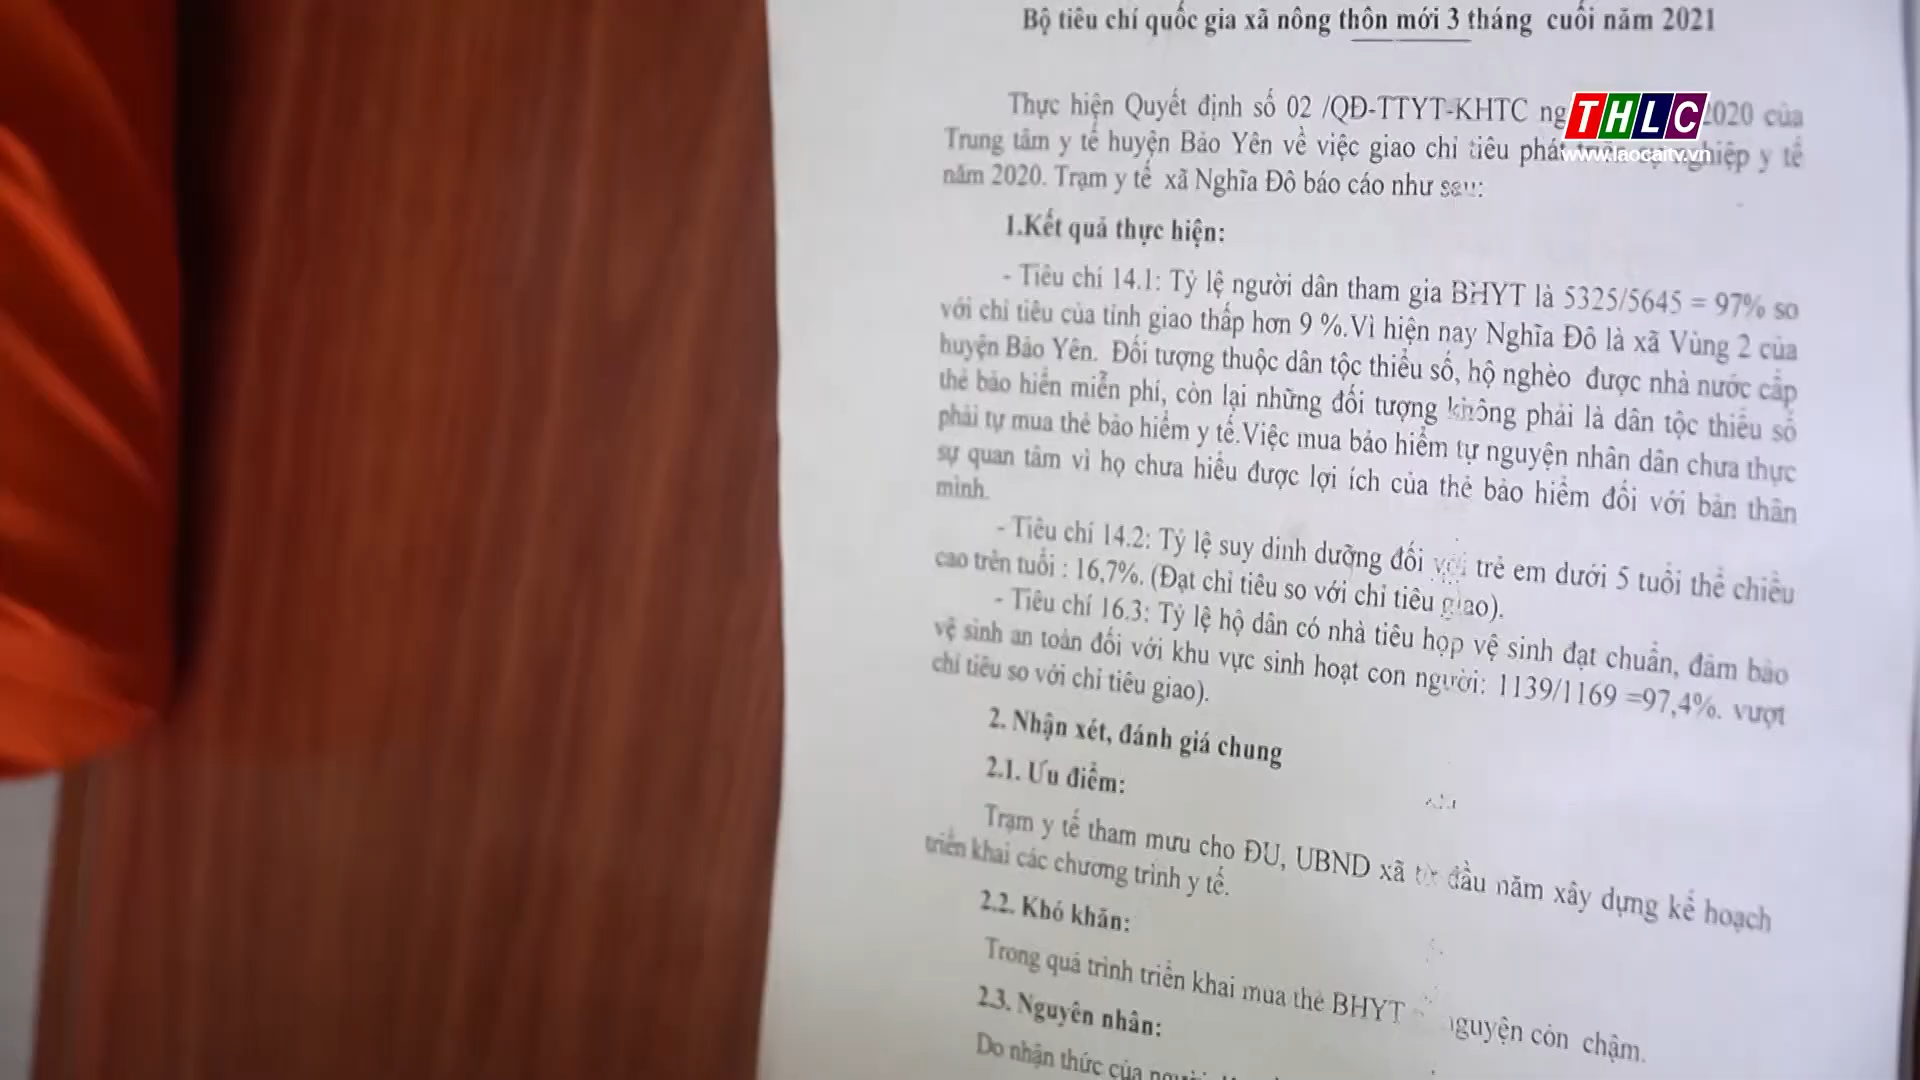 Bộ tiêu chí quốc gia xã nông thôn mới 3 tháng cuối năm 2021
THLC
www.laocaitv.vn
Thực hiện Quyết định số 02 /QĐ-TTYT-KHTC 2020 của
Trung tâm y tế huyện Bảo Yên về việc giao chỉ tiêu phát nghiệp y tế
năm 2020. Trạm y tế xã Nghĩa Đô báo cáo như sau:
1.Kết quả thực hiện:
- Tiêu chí 14.1: Tỷ lệ người dân tham gia BHYT là 5325/5645 = 97% so
với chỉ tiêu của tỉnh giao thấp hơn 9 %.Vì hiện nay Nghĩa Đô là xã Vùng 2 của
huyện Bảo Yên. Đối tượng thuộc dân tộc thiểu số, hộ nghèo được nhà nước cấp
thẻ bảo hiển miễn phí, còn lại những đối tượng không phải là dân tộc thiểu số
phải tự mua thẻ bảo hiểm y tế.Việc mua bảo hiểm tự nguyện nhân dân chưa thực
sự quan tâm vì họ chưa hiểu được lợi ích của thẻ bảo hiểm đối với bản thân
mình.
- Tiêu chí 14.2: Tỷ lệ suy dinh dưỡng đối với trẻ em dưới 5 tuổi thể chiều
cao trên tuổi : 16,7%. (Đạt chỉ tiêu so với chỉ tiêu giao).
- Tiêu chí 16.3: Tỷ lệ hộ dân có nhà tiêu họp vệ sinh đạt chuẩn, đảm bảo
vệ sinh an toàn đối với khu vực sinh hoạt con người: 1139/1169 =97,4%. vượt
chỉ tiêu so với chỉ tiêu giao).
2. Nhận xét, đánh giá chung
2.1. Ưu điểm:
Trạm y tế tham mưu cho ĐU, UBND xã từ đầu năm xây dựng kế hoạch
triển khai các chương trình y tế.
2.2. Khó khăn:
Trong quá trình triển khai mua thẻ BHYT nguyện còn chậm.
2.3. Nguyên nhân:
Do nhận thức của